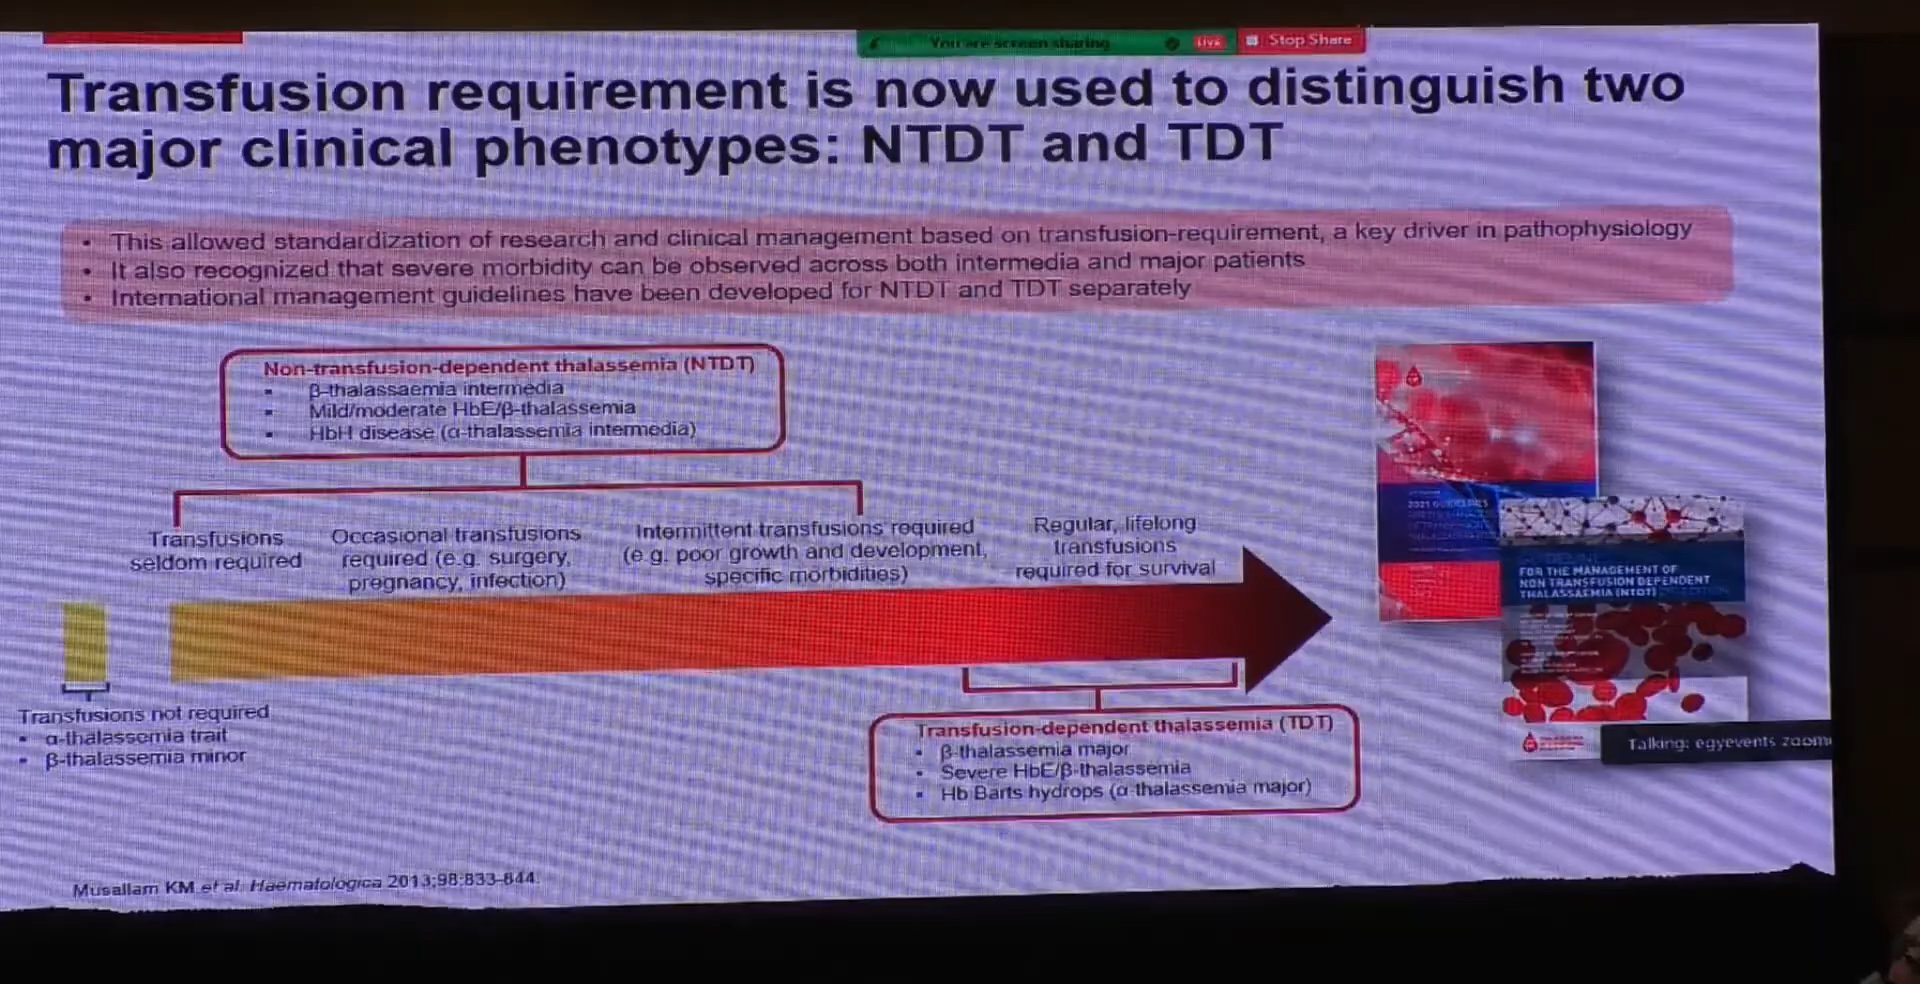 You are screen sharing
LIVE
Stop Share
Transfusion requirement is now used to distinguish two
major clinical phenotypes: NTDT and TDT
• This allowed standardization of research and clinical management based on transfusion-requirement, a key driver in pathophysiology
• It also recognized that severe morbidity can be observed across both intermedia and major patients
• International management guidelines have been developed for NTDT and TDT separately
Non-transfusion-dependent thalassemia (NTDT)
▪ β-thalassaemia intermedia
▪ Mild/moderate HbE/β-thalassemia
▪ HbH disease (α-thalassemia intermedia)
Transfusions
seldom required
Occasional transfusions
required (e.g. surgery,
pregnancy, infection)
Intermittent transfusions required
(e.g. poor growth and development,
specific morbidities)
Regular, lifelong
transfusions
required for survival
Transfusions not required
▪ α-thalassemia trait
▪ β-thalassemia minor
Transfusion-dependent thalassemia (TDT)
▪ β-thalassemia major
▪ Severe HbE/β-thalassemia
▪ Hb Barts hydrops (α-thalassemia major)
2021 GUIDELINES
FOR THE MANAGEMENT OF
NON TRANSFUSION DEPENDENT
THALASSAEMIA (NTDT)
Talking: egyevents zoom
Musallam KM et al. Haematologica 2013;98:833-844.